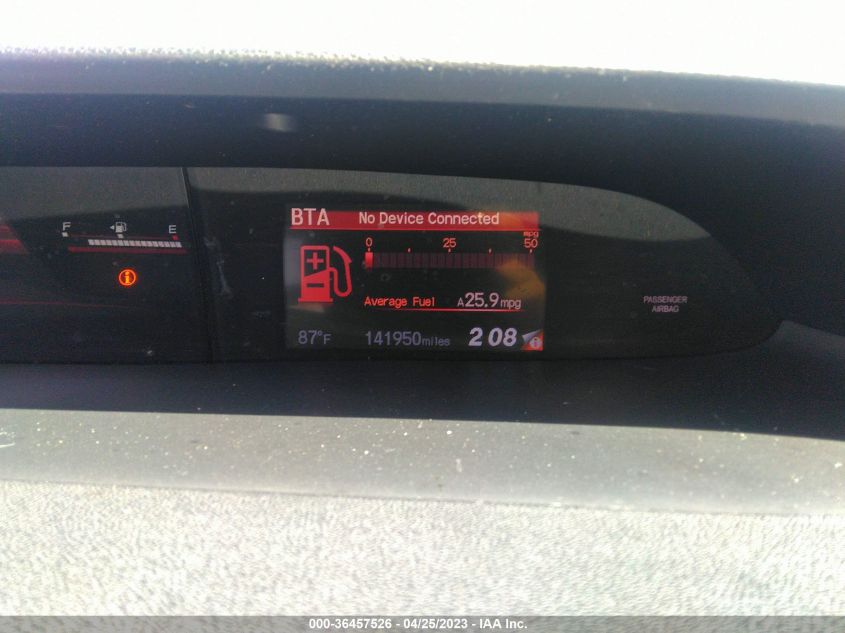 BTA No Device Connected
mpg
0 25 50
F E
Average Fuel A25.9mpg
87°F 141950miles 2 08
PASSENGER
AIRBAG
000-36457526 - 04/25/2023 - IAA Inc.